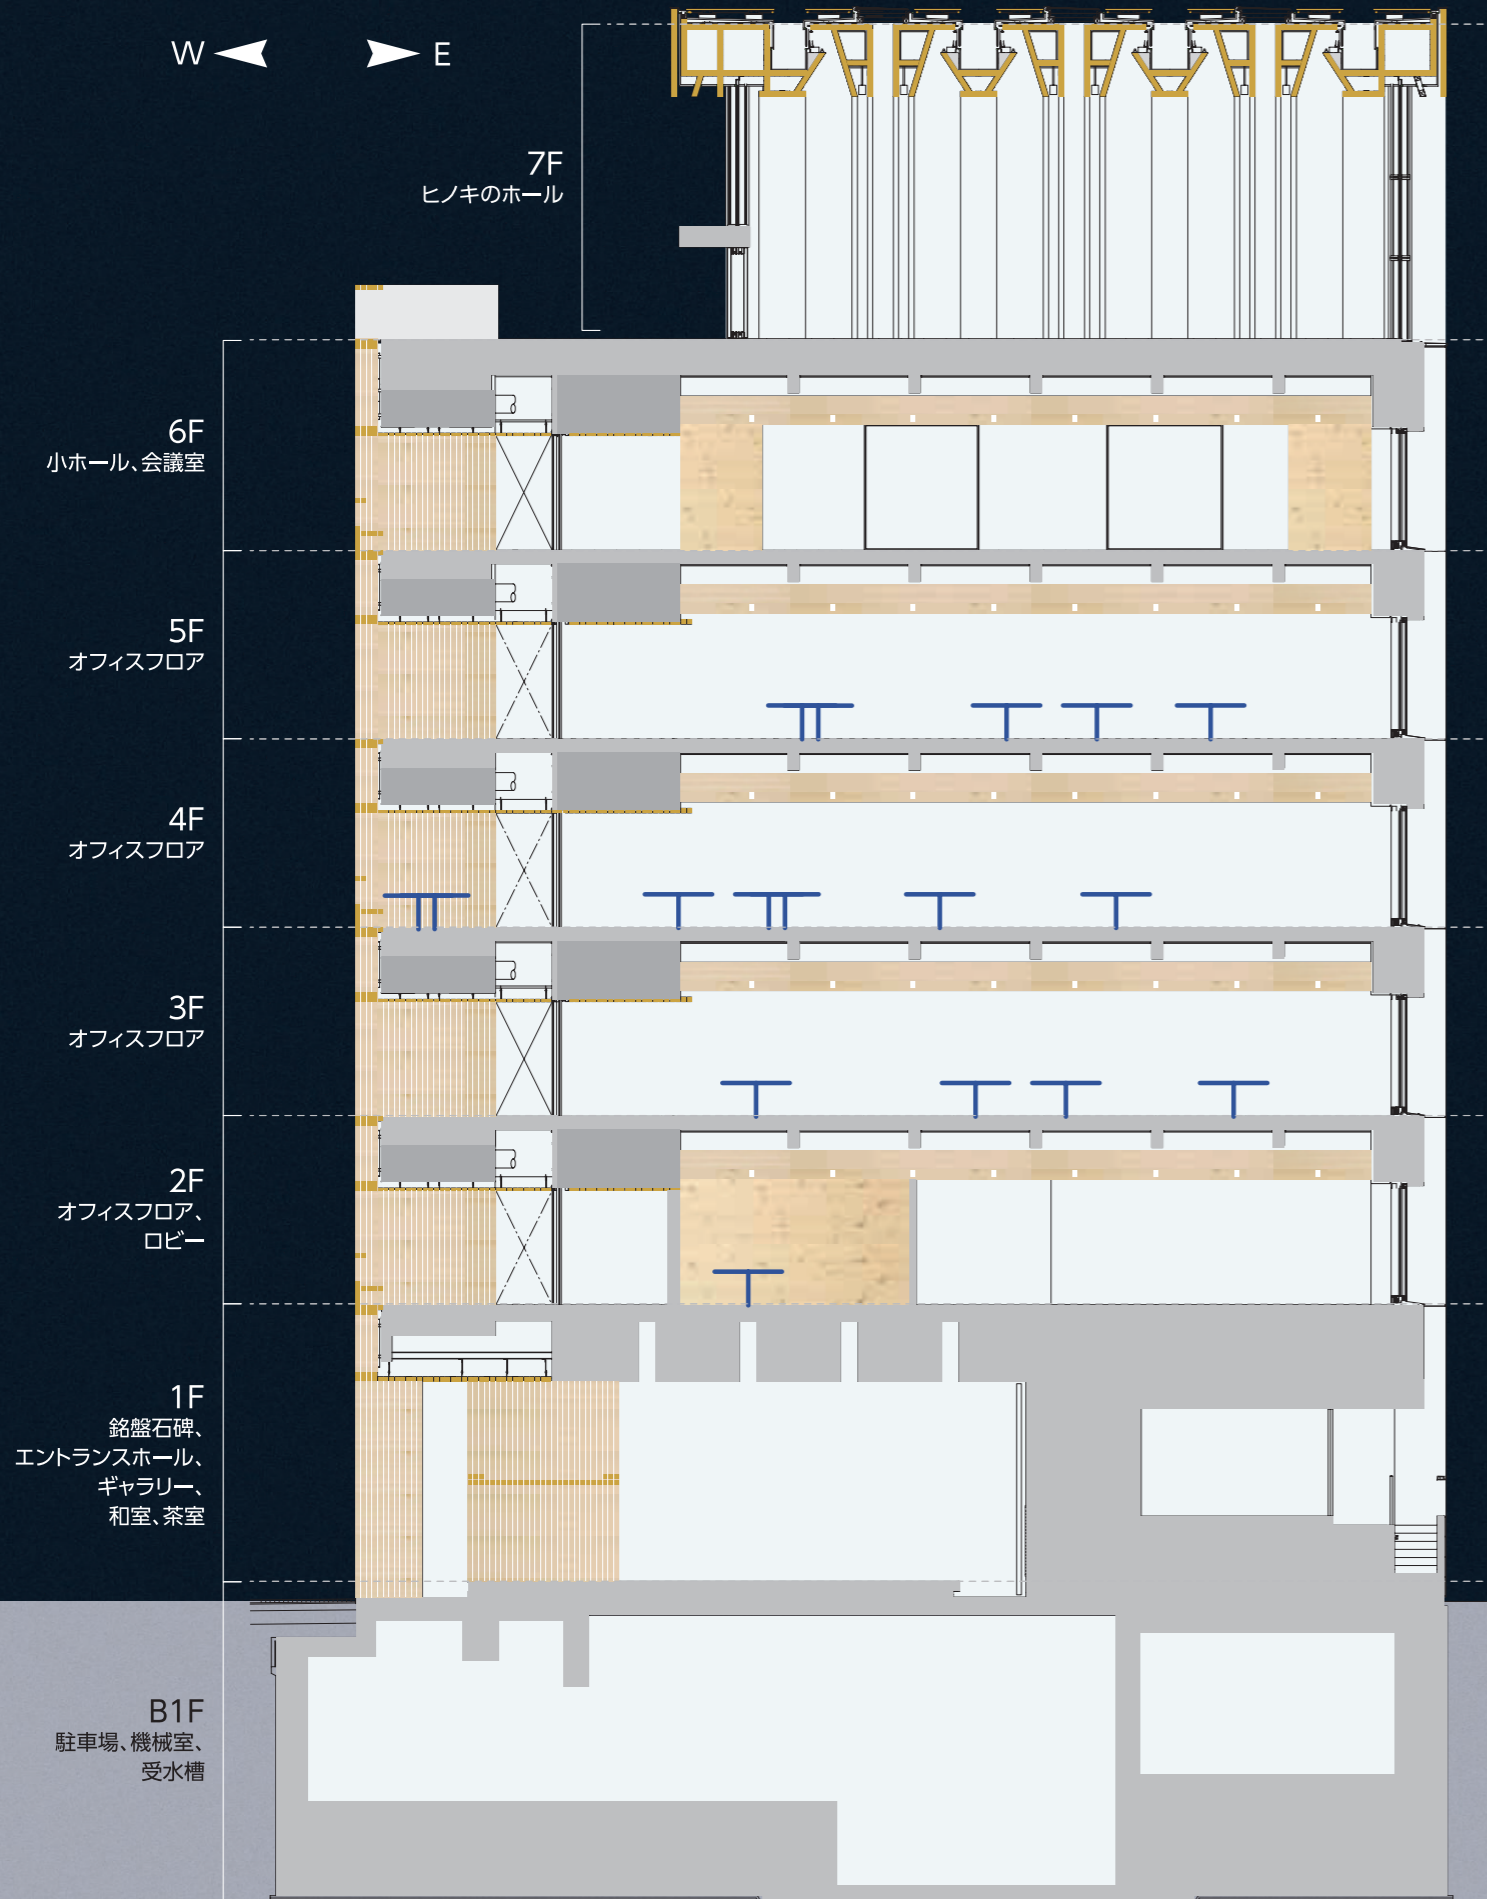 W
E
7F
ヒノキのホール
6F
小ホール、会議室
5F
オフィスフロア
4F
オフィスフロア
3F
オフィスフロア
2F
オフィスフロア、
ロビー
1F
銘盤石碑、
エントランスホール、
ギャラリー、
和室、茶室
B1F
駐車場、機械室、
受水槽